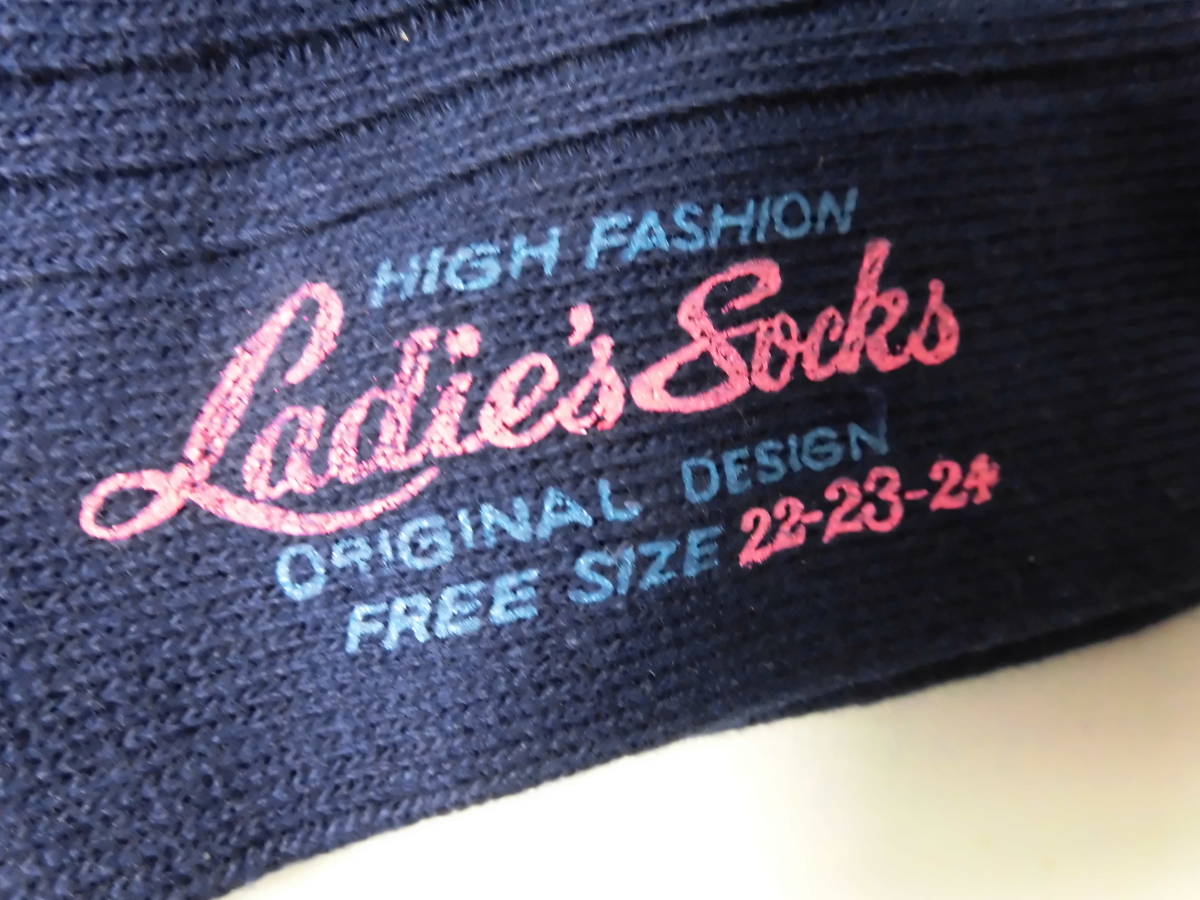 HIGH FASHION
Ladie's Socks
ORIGINAL DESIGN
FREE SIZE 22-23-24